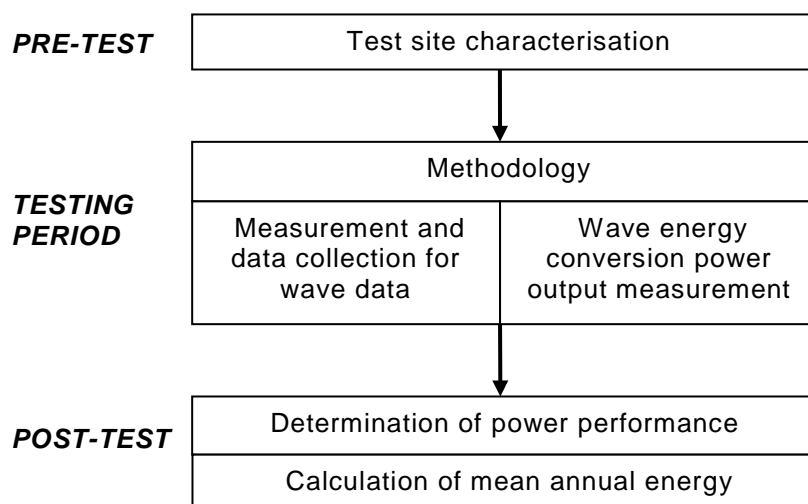 PRE-TEST
Test site characterisation
TESTING
PERIOD
Methodology
Measurement and
data collection for
wave data
Wave energy
conversion power
output measurement
POST-TEST
Determination of power performance
Calculation of mean annual energy